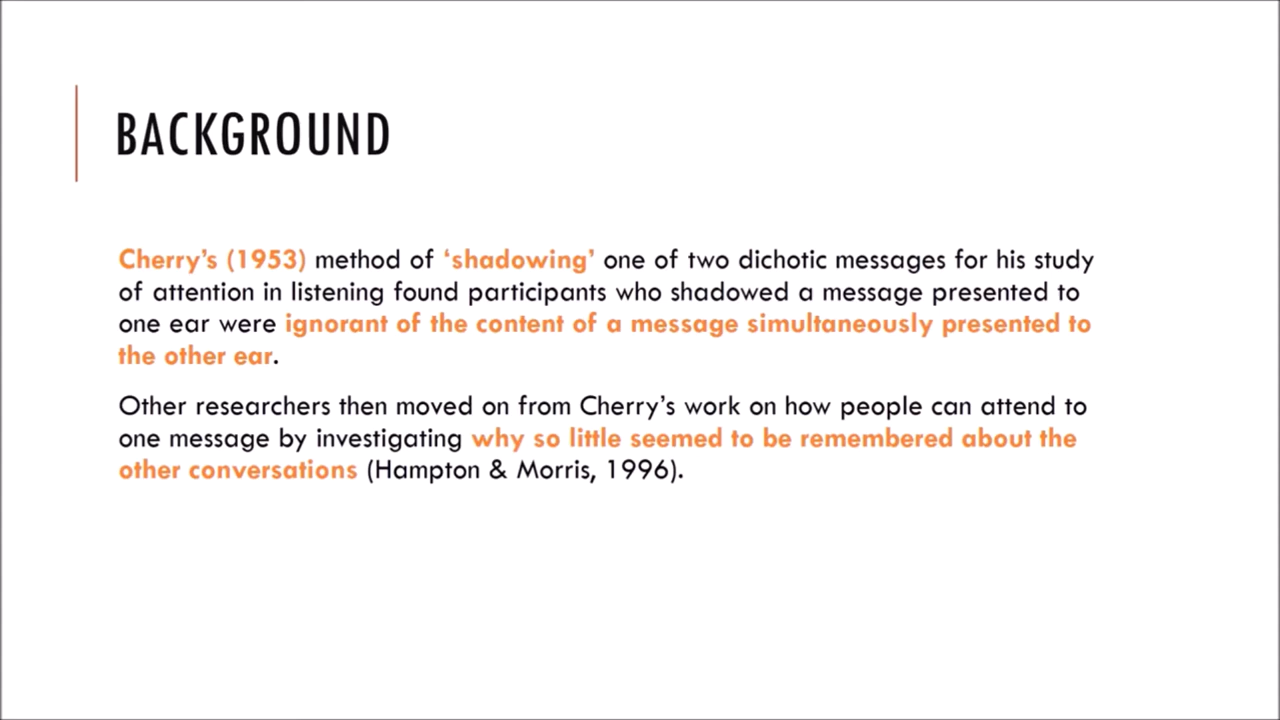 BACKGROUND
Cherry’s (1953) method of ‘shadowing’ one of two dichotic messages for his study
of attention in listening found participants who shadowed a message presented to
one ear were ignorant of the content of a message simultaneously presented to
the other ear.
Other researchers then moved on from Cherry’s work on how people can attend to
one message by investigating why so little seemed to be remembered about the
other conversations (Hampton & Morris, 1996).